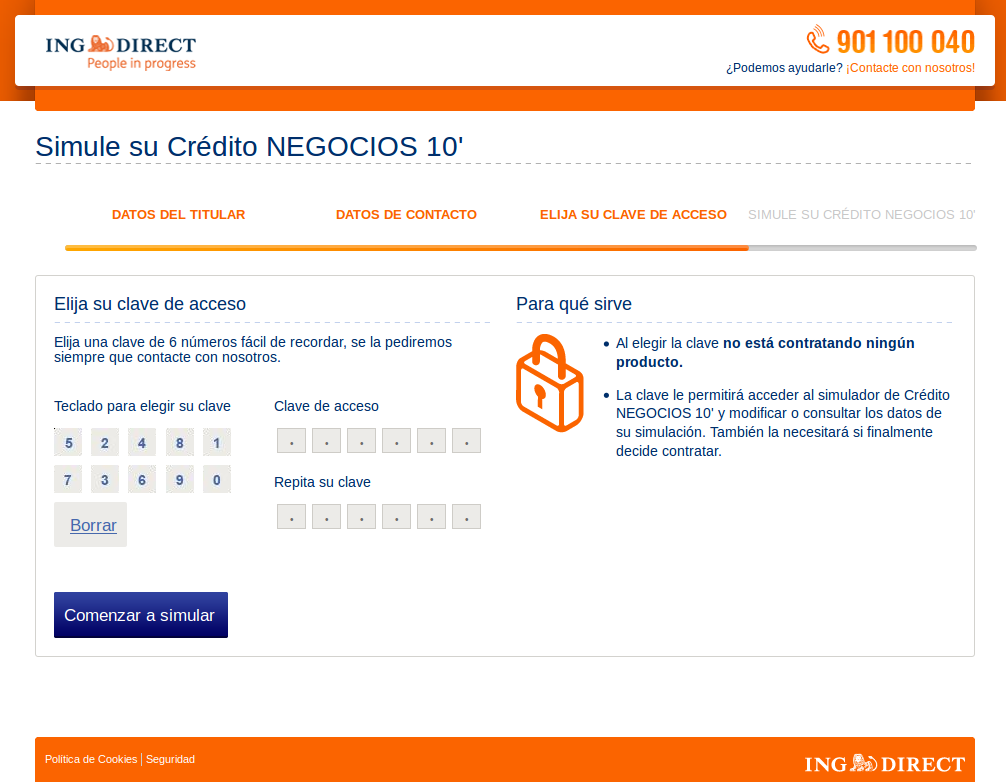 ING DIRECT
People in progress
901 100 040
¿Podemos ayudarle? ¡Contacte con nosotros!
Simule su Crédito NEGOCIOS 10'
DATOS DEL TITULAR
DATOS DE CONTACTO
ELIJA SU CLAVE DE ACCESO
SIMULE SU CRÉDITO NEGOCIOS 10'
Elija su clave de acceso
Elija una clave de 6 números fácil de recordar, se la pediremos
siempre que contacte con nosotros.
Teclado para elegir su clave
5 2 4 8 1
7 3 6 9 0
Borrar
Clave de acceso
. . . . . .
Repita su clave
. . . . . .
Comenzar a simular
Para qué sirve
• Al elegir la clave no está contratando ningún
producto.
• La clave le permitirá acceder al simulador de Crédito
NEGOCIOS 10' y modificar o consultar los datos de
su simulación. También la necesitará si finalmente
decide contratar.
Política de Cookies | Seguridad
ING DIRECT